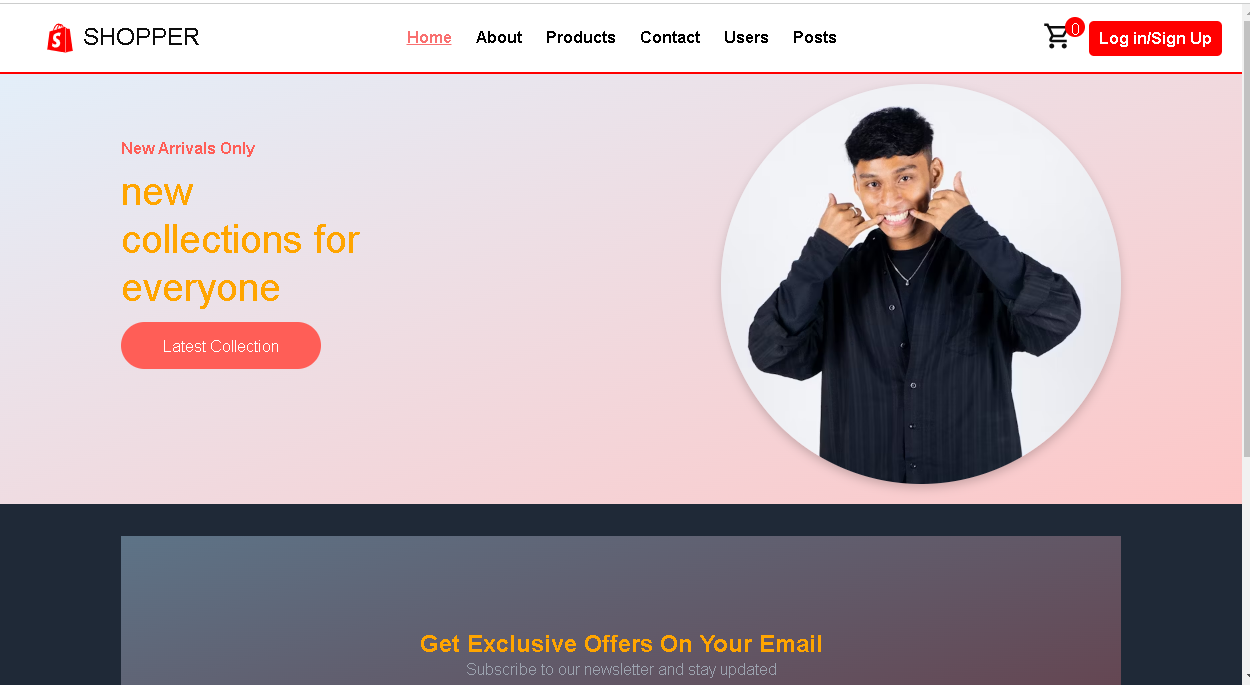 SHOPPER
Home About Products Contact Users Posts
0
Log in/Sign Up
New Arrivals Only
new
collections for
everyone
Latest Collection
Get Exclusive Offers On Your Email
Subscribe to our newsletter and stay updated